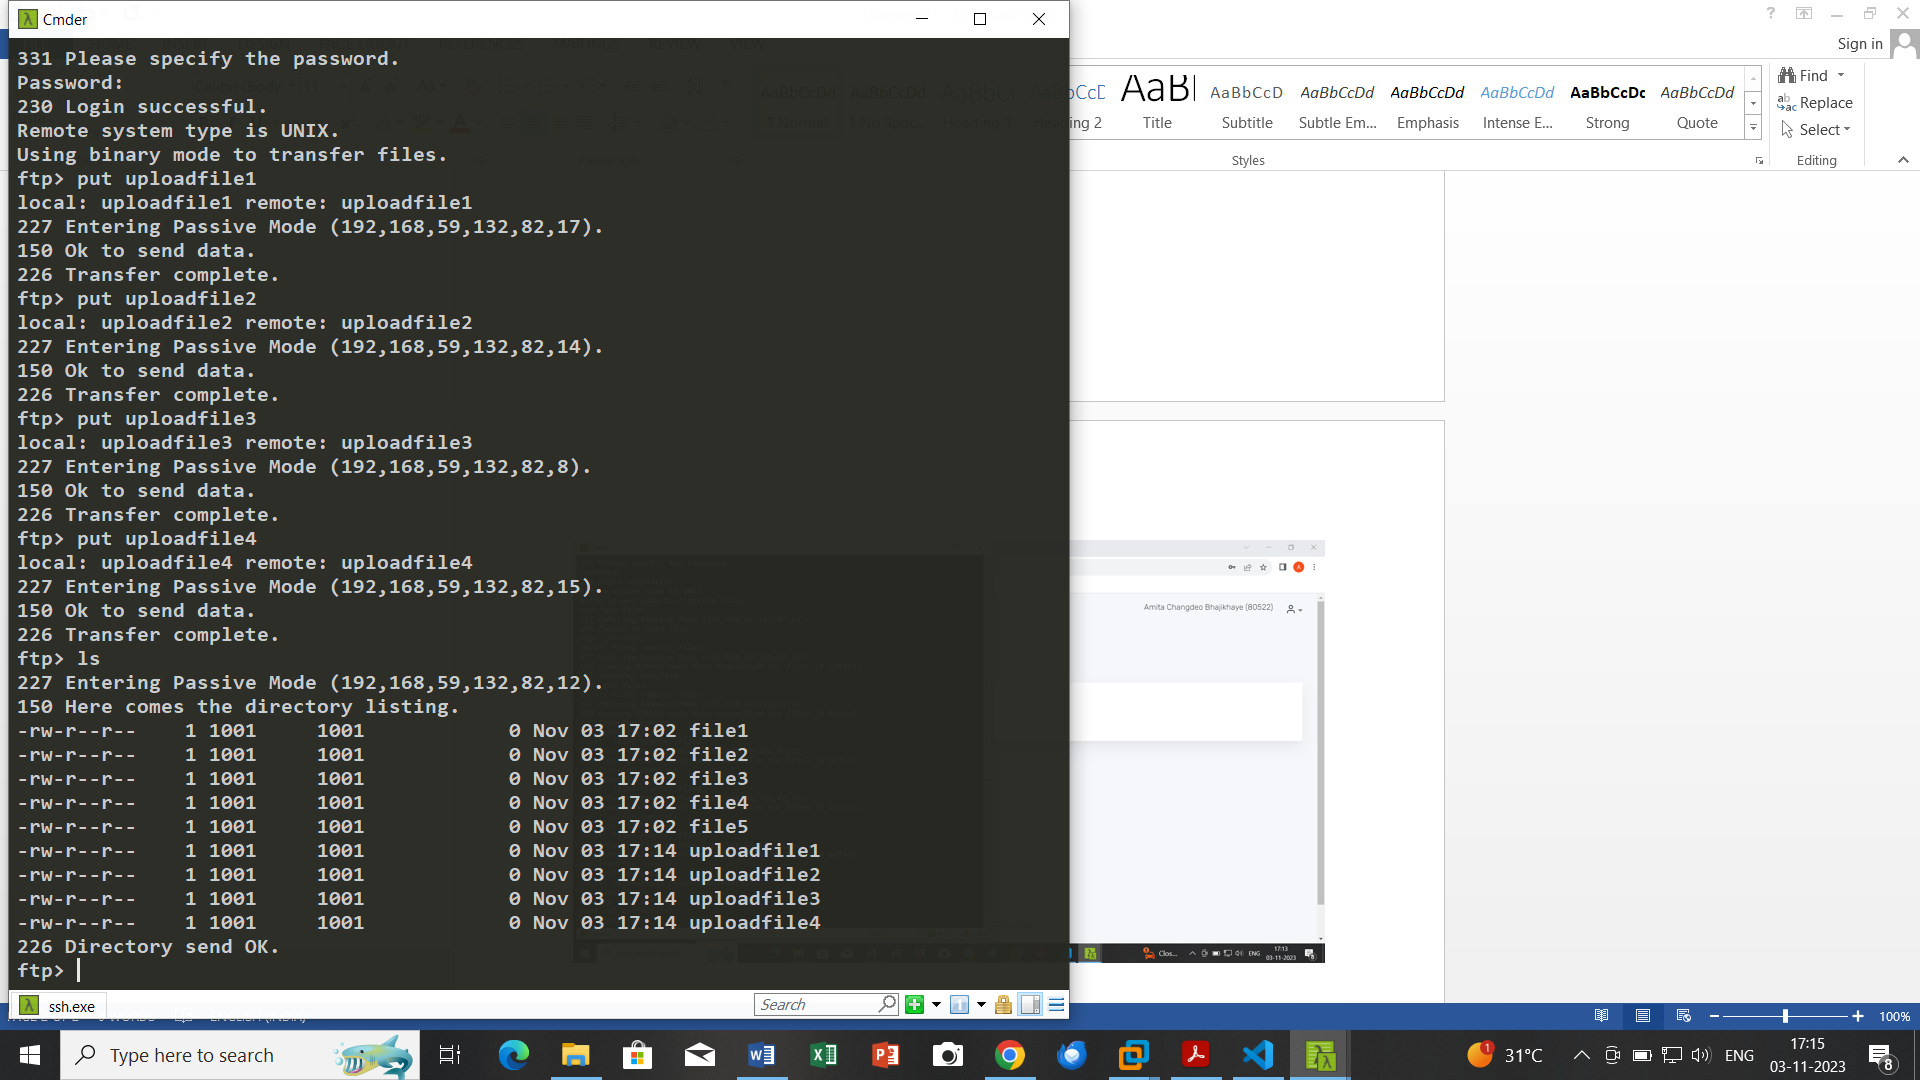 Cmder
331 Please specify the password.
Password:
230 Login successful.
Remote system type is UNIX.
Using binary mode to transfer files.
ftp> put uploadfile1
local: uploadfile1 remote: uploadfile1
227 Entering Passive Mode (192,168,59,132,82,17).
150 Ok to send data.
226 Transfer complete.
ftp> put uploadfile2
local: uploadfile2 remote: uploadfile2
227 Entering Passive Mode (192,168,59,132,82,14).
150 Ok to send data.
226 Transfer complete.
ftp> put uploadfile3
local: uploadfile3 remote: uploadfile3
227 Entering Passive Mode (192,168,59,132,82,8).
150 Ok to send data.
226 Transfer complete.
ftp> put uploadfile4
local: uploadfile4 remote: uploadfile4
227 Entering Passive Mode (192,168,59,132,82,15).
150 Ok to send data.
226 Transfer complete.
ftp> ls
227 Entering Passive Mode (192,168,59,132,82,12).
150 Here comes the directory listing.
-rw-r--r-- 1 1001 1001 0 Nov 03 17:02 file1
-rw-r--r-- 1 1001 1001 0 Nov 03 17:02 file2
-rw-r--r-- 1 1001 1001 0 Nov 03 17:02 file3
-rw-r--r-- 1 1001 1001 0 Nov 03 17:02 file4
-rw-r--r-- 1 1001 1001 0 Nov 03 17:02 file5
-rw-r--r-- 1 1001 1001 0 Nov 03 17:14 uploadfile1
-rw-r--r-- 1 1001 1001 0 Nov 03 17:14 uploadfile2
-rw-r--r-- 1 1001 1001 0 Nov 03 17:14 uploadfile3
-rw-r--r-- 1 1001 1001 0 Nov 03 17:14 uploadfile4
226 Directory send OK.
ftp>
ssh.exe
Search
Sign in
AaBl AaBbCcD AaBbCcDd AaBbCcDd AaBbCcDd AaBbCcDc AaBbCcDd
Title Subtitle Subtle Em... Emphasis Intense E... Strong Quote
Styles
Find
Replace
Select
Editing
Amita Changdeo Bhajikhaye (80522)
Clos...
ENG
17:13
03-11-2023
100%
Type here to search
1
31°C
ENG
17:15
03-11-2023
8